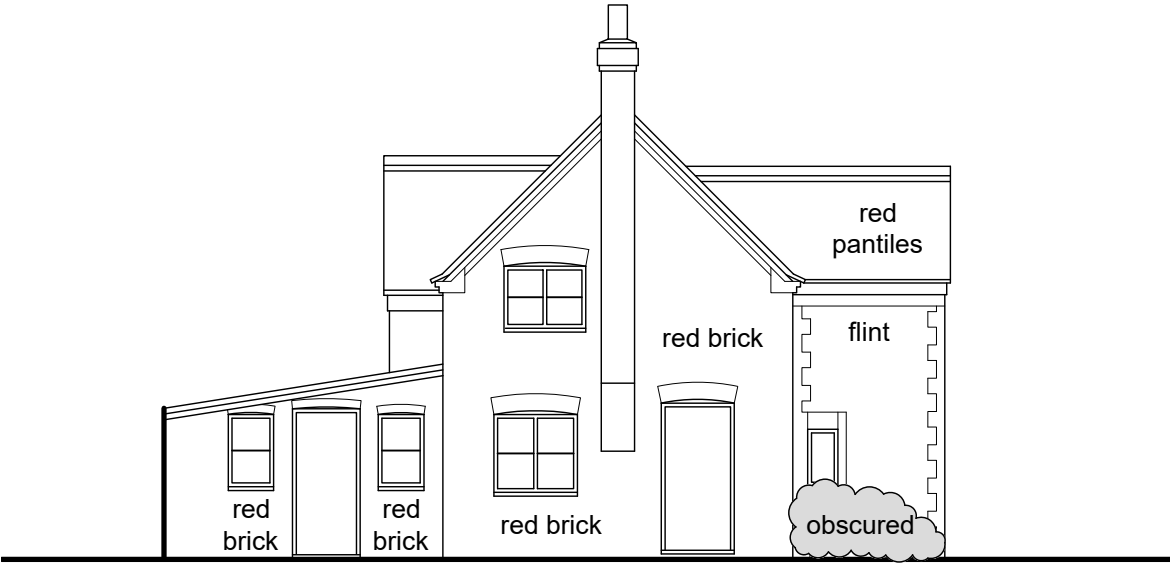 red
pantiles
flint
red brick
red
brick
red
brick
red brick
obscured